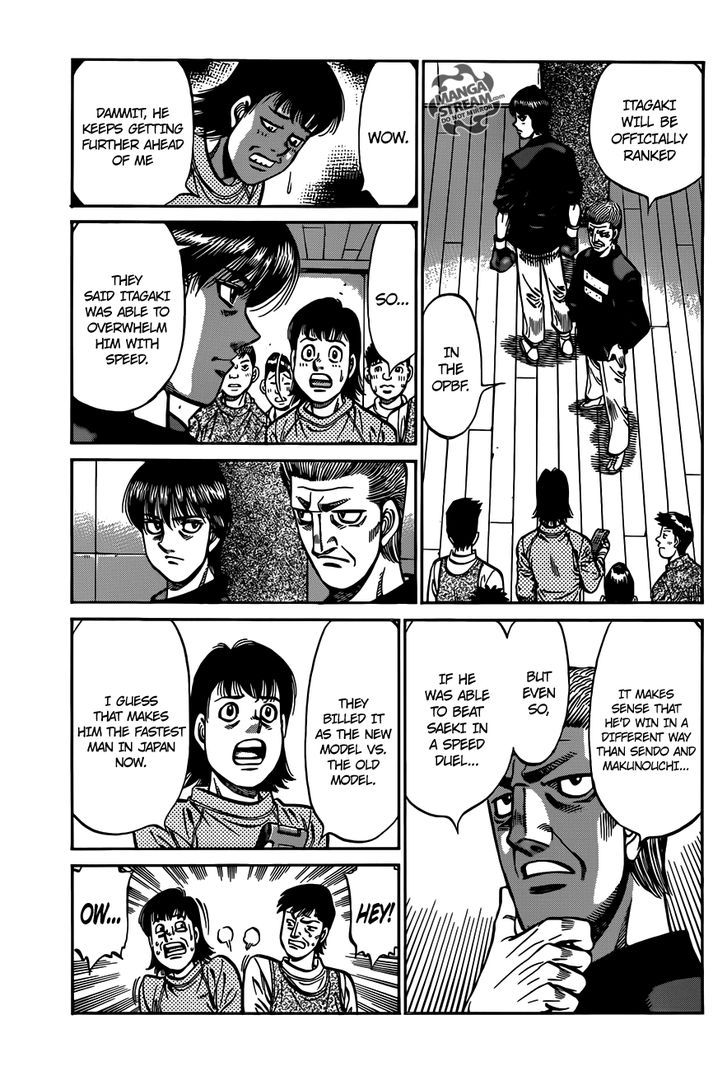 ITAGAKI
WILL BE
OFFICIALLY
RANKED
MANGA
STREAM.com
DO NOT MIRROR
IN THE
OPBF.
WOW.
DAMMIT, HE
KEEPS GETTING
FURTHER AHEAD
OF ME
SO...
THEY
SAID ITAGAKI
WAS ABLE TO
OVERWHELM
HIM WITH
SPEED.
IT MAKES
SENSE THAT
HE'D WIN IN A
DIFFERENT WAY
THAN SENDO AND
MAKUNOUCHI...
BUT
EVEN
SO,
IF HE
WAS ABLE
TO BEAT
SAEKI IN
A SPEED
DUEL...
THEY
BILLED IT
AS THE NEW
MODEL VS.
THE OLD
MODEL.
I GUESS
THAT MAKES
HIM THE FASTEST
MAN IN JAPAN
NOW.
HEY!
OW...